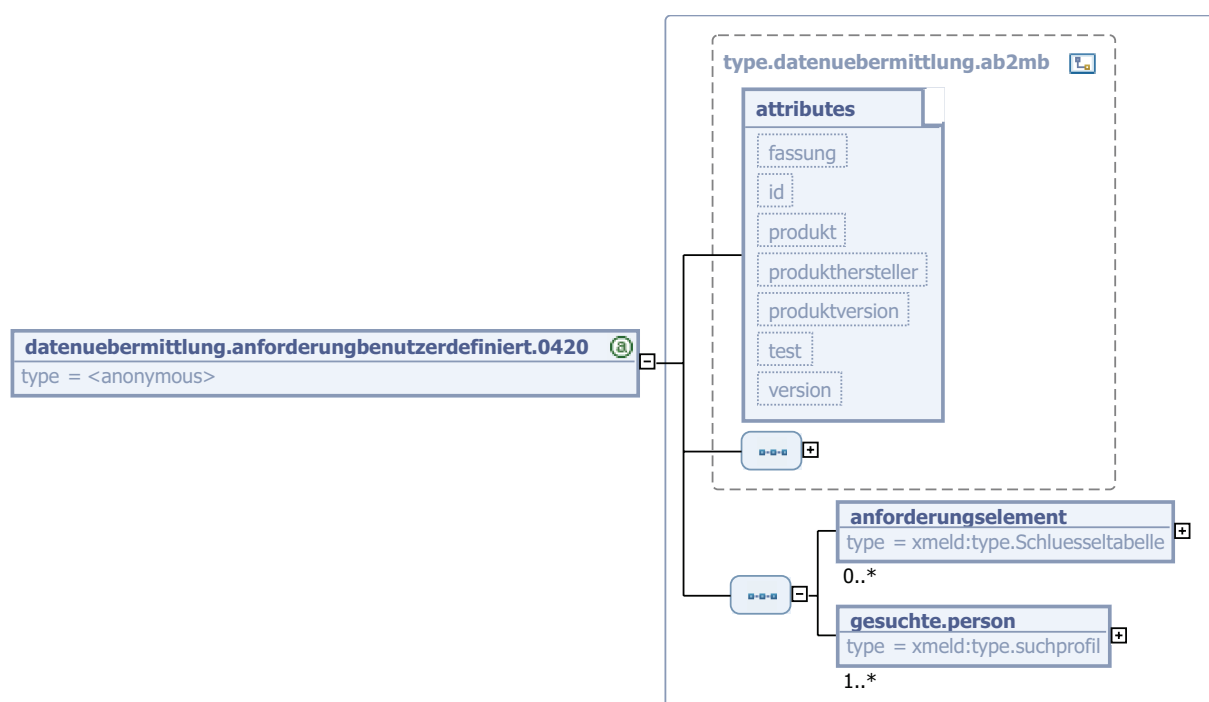 type.datenuebermittlung.ab2mb
attributes
fassung
id
produkt
produkthersteller
produktversion
test
version
datenuebermittlung.anforderungbenutzerdefiniert.0420 @
type = <anonymous>
anforderungselement
type = xmeld:type.Schluesseltabelle
0..*
gesuchte.person
type = xmeld:type.suchprofil
1..*